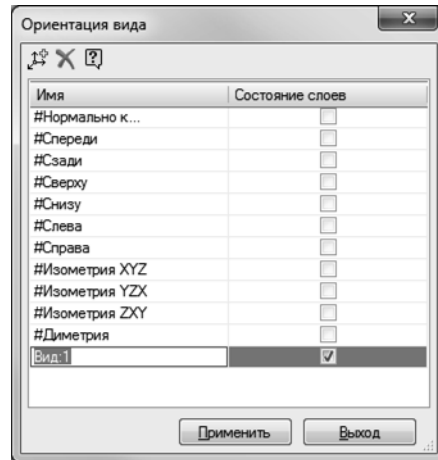 Ориентация вида
Имя Состояние слоев
#Нормально к...
#Спереди
#Сзади
#Сверху
#Снизу
#Слева
#Справа
#Изометрия XYZ
#Изометрия YZX
#Изометрия ZXY
#Диметрия
Вид:1
Применить Выход